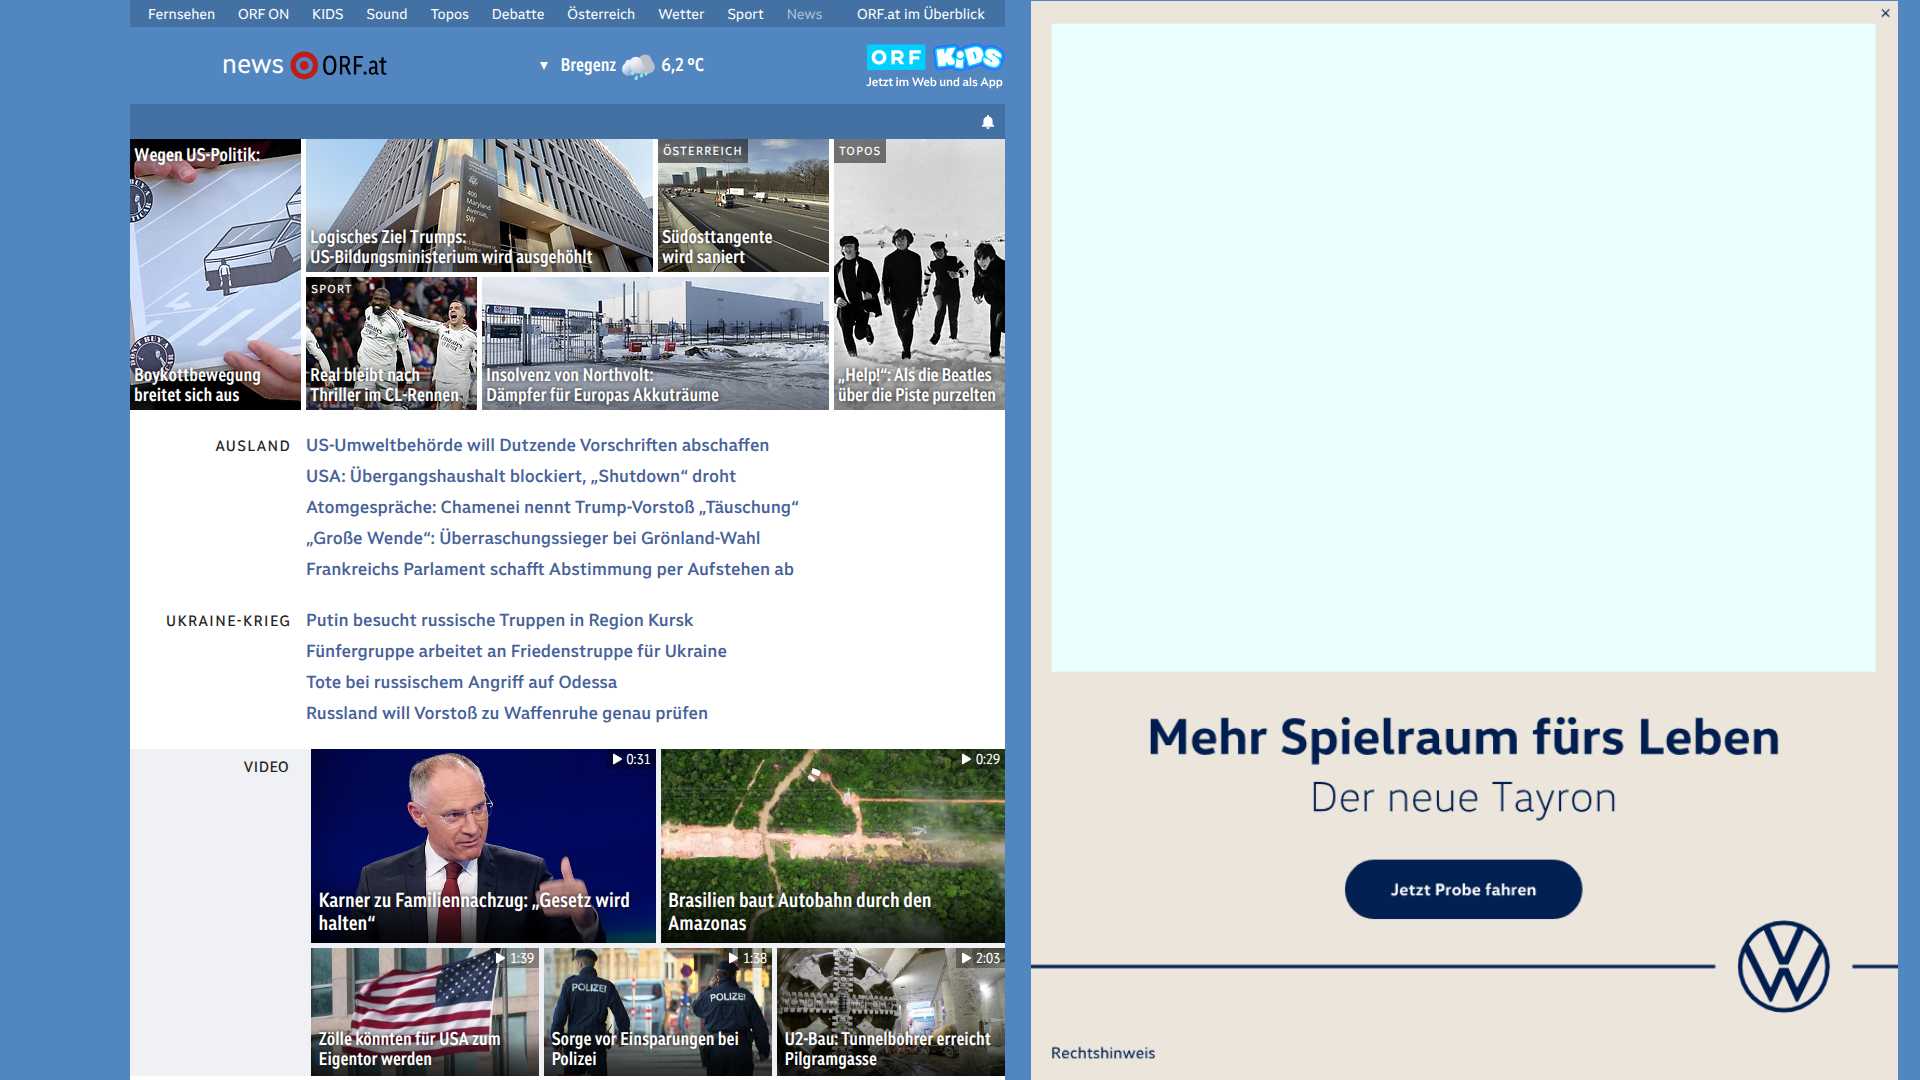 Fernsehen ORF ON KIDS Sound Topos Debatte Österreich Wetter Sport News ORF.at im Überblick
news ORF.at
▼ Bregenz 6,2 °C
ORF KiDS
Jetzt im Web und als App
Wegen US-Politik:
Boykottbewegung
breitet sich aus
400
Maryland
Avenue,
SW
Logisches Ziel Trumps:
US-Bildungsministerium wird ausgehöhlt
ÖSTERREICH
Südosttangente
wird saniert
TOPOS
„Help!“: Als die Beatles
über die Piste purzelten
SPORT
Real bleibt nach
Thriller im CL-Rennen
Insolvenz von Northvolt:
Dämpfer für Europas Akkuträume
AUSLAND
US-Umweltbehörde will Dutzende Vorschriften abschaffen
USA: Übergangshaushalt blockiert, „Shutdown“ droht
Atomgespräche: Chamenei nennt Trump-Vorstoß „Täuschung“
„Große Wende“: Überraschungssieger bei Grönland-Wahl
Frankreichs Parlament schafft Abstimmung per Aufstehen ab
UKRAINE-KRIEG
Putin besucht russische Truppen in Region Kursk
Fünfergruppe arbeitet an Friedenstruppe für Ukraine
Tote bei russischem Angriff auf Odessa
Russland will Vorstoß zu Waffenruhe genau prüfen
VIDEO
0:31
Karner zu Familiennachzug: „Gesetz wird
halten“
0:29
Brasilien baut Autobahn durch den
Amazonas
1:39
Zölle könnten für USA zum
Eigentor werden
1:38
POLIZEI
POLIZEI
Sorge vor Einsparungen bei
Polizei
2:03
U2-Bau: Tunnelbohrer erreicht
Pilgramgasse
×
Mehr Spielraum fürs Leben
Der neue Tayron
Jetzt Probe fahren
Rechtshinweis